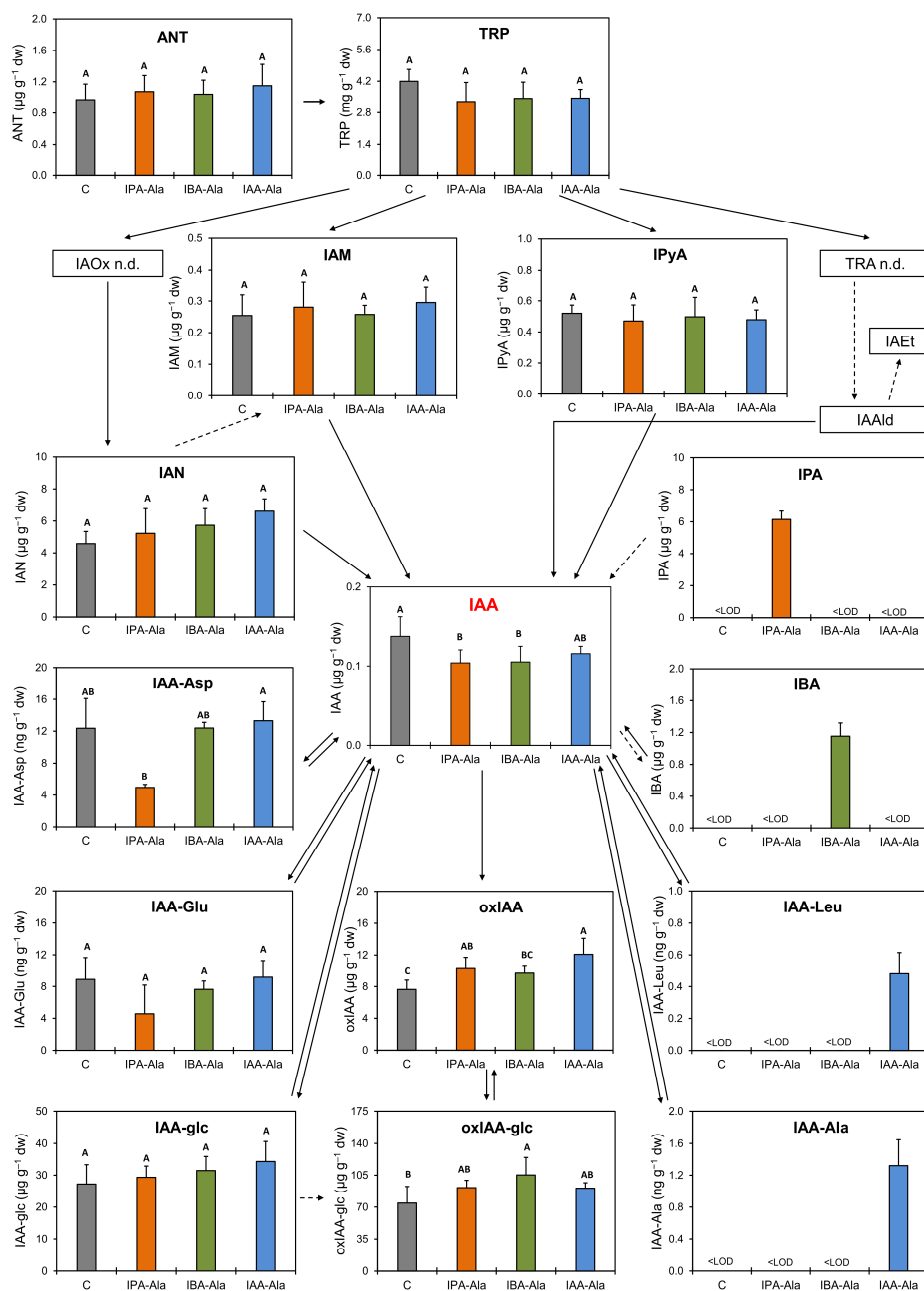 ANT
ANT (µg g⁻¹ dw)
2.0
1.6
1.2
0.8
0.4
0.0
A
A
A
A
C
IPA-Ala
IBA-Ala
IAA-Ala
TRP
TRP (mg g⁻¹ dw)
7.0
5.6
4.2
2.8
1.4
0.0
A
A
A
A
C
IPA-Ala
IBA-Ala
IAA-Ala
IAOx n.d.
IAM
IAM (µg g⁻¹ dw)
0.5
0.4
0.3
0.2
0.1
0.0
A
A
A
A
C
IPA-Ala
IBA-Ala
IAA-Ala
IPyA
IPyA (µg g⁻¹ dw)
1.0
0.8
0.6
0.4
0.2
0.0
A
A
A
A
C
IPA-Ala
IBA-Ala
IAA-Ala
TRA n.d.
IAEt
IAAld
IAN
IAN (µg g⁻¹ dw)
10
8
6
4
2
0
A
A
A
A
C
IPA-Ala
IBA-Ala
IAA-Ala
IPA
IPA (µg g⁻¹ dw)
10
8
6
4
2
0
<LOD
<LOD
<LOD
C
IPA-Ala
IBA-Ala
IAA-Ala
IAA
IAA (µg g⁻¹ dw)
0.2
0.1
0.0
A
B
B
AB
C
IPA-Ala
IBA-Ala
IAA-Ala
IAA-Asp
IAA-Asp (ng g⁻¹ dw)
20
16
12
8
4
0
AB
B
AB
A
C
IPA-Ala
IBA-Ala
IAA-Ala
IBA
IBA (µg g⁻¹ dw)
2.0
1.6
1.2
0.8
0.4
0.0
<LOD
<LOD
<LOD
C
IPA-Ala
IBA-Ala
IAA-Ala
IAA-Glu
IAA-Glu (ng g⁻¹ dw)
20
16
12
8
4
0
A
A
A
A
C
IPA-Ala
IBA-Ala
IAA-Ala
oxIAA
oxIAA (µg g⁻¹ dw)
20
16
12
8
4
0
C
AB
BC
A
C
IPA-Ala
IBA-Ala
IAA-Ala
IAA-Leu
IAA-Leu (ng g⁻¹ dw)
1.0
0.8
0.6
0.4
0.2
0.0
<LOD
<LOD
<LOD
C
IPA-Ala
IBA-Ala
IAA-Ala
IAA-glc
IAA-glc (µg g⁻¹ dw)
50
40
30
20
10
0
A
A
A
A
C
IPA-Ala
IBA-Ala
IAA-Ala
oxIAA-glc
oxIAA-glc (µg g⁻¹ dw)
175
140
105
70
35
0
B
AB
A
AB
C
IPA-Ala
IBA-Ala
IAA-Ala
IAA-Ala
IAA-Ala (ng g⁻¹ dw)
2.0
1.6
1.2
0.8
0.4
0.0
<LOD
<LOD
<LOD
C
IPA-Ala
IBA-Ala
IAA-Ala